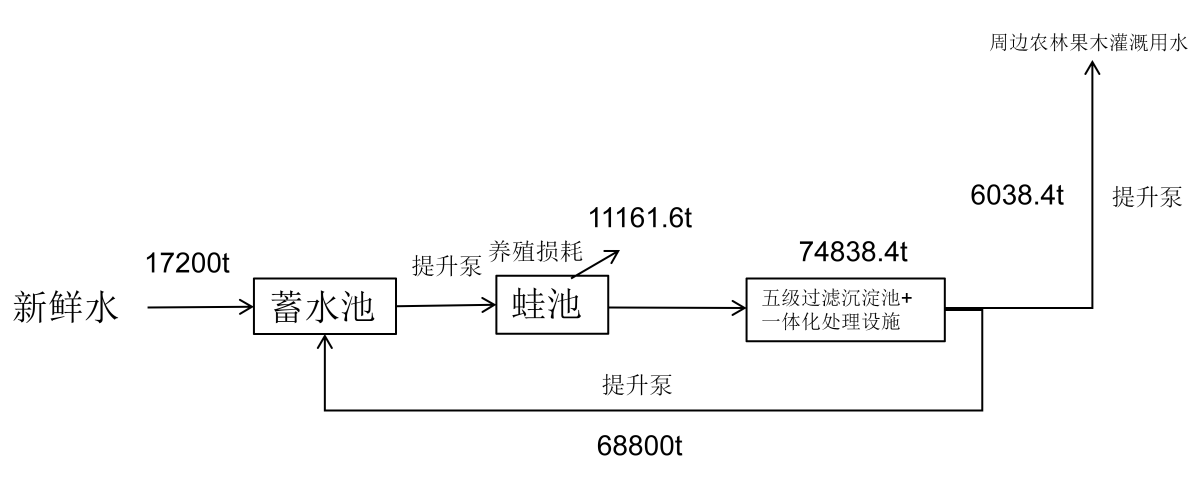 周边农林果木灌溉用水
6038.4t
提升泵
11161.6t
养殖损耗
74838.4t
17200t
提升泵
新鲜水
蓄水池
蛙池
五级过滤沉淀池+
一体化处理设施
提升泵
68800t